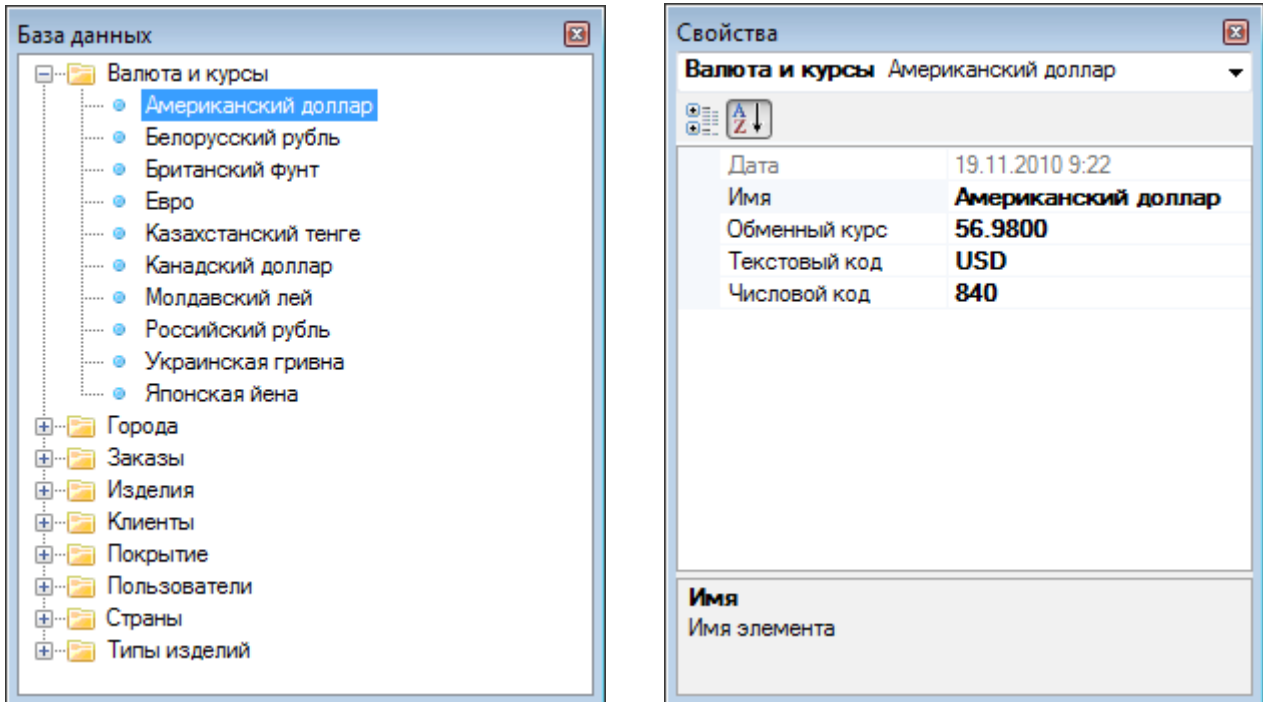 База данных
Валюта и курсы
Американский доллар
Белорусский рубль
Британский фунт
Евро
Казахстанский тенге
Канадский доллар
Молдавский лей
Российский рубль
Украинская гривна
Японская йена
Города
Заказы
Изделия
Клиенты
Покрытие
Пользователи
Страны
Типы изделий
Свойства
Валюта и курсы Американский доллар
A
Z
Дата 19.11.2010 9:22
Имя Американский доллар
Обменный курс 56.9800
Текстовый код USD
Числовой код 840
Имя
Имя элемента